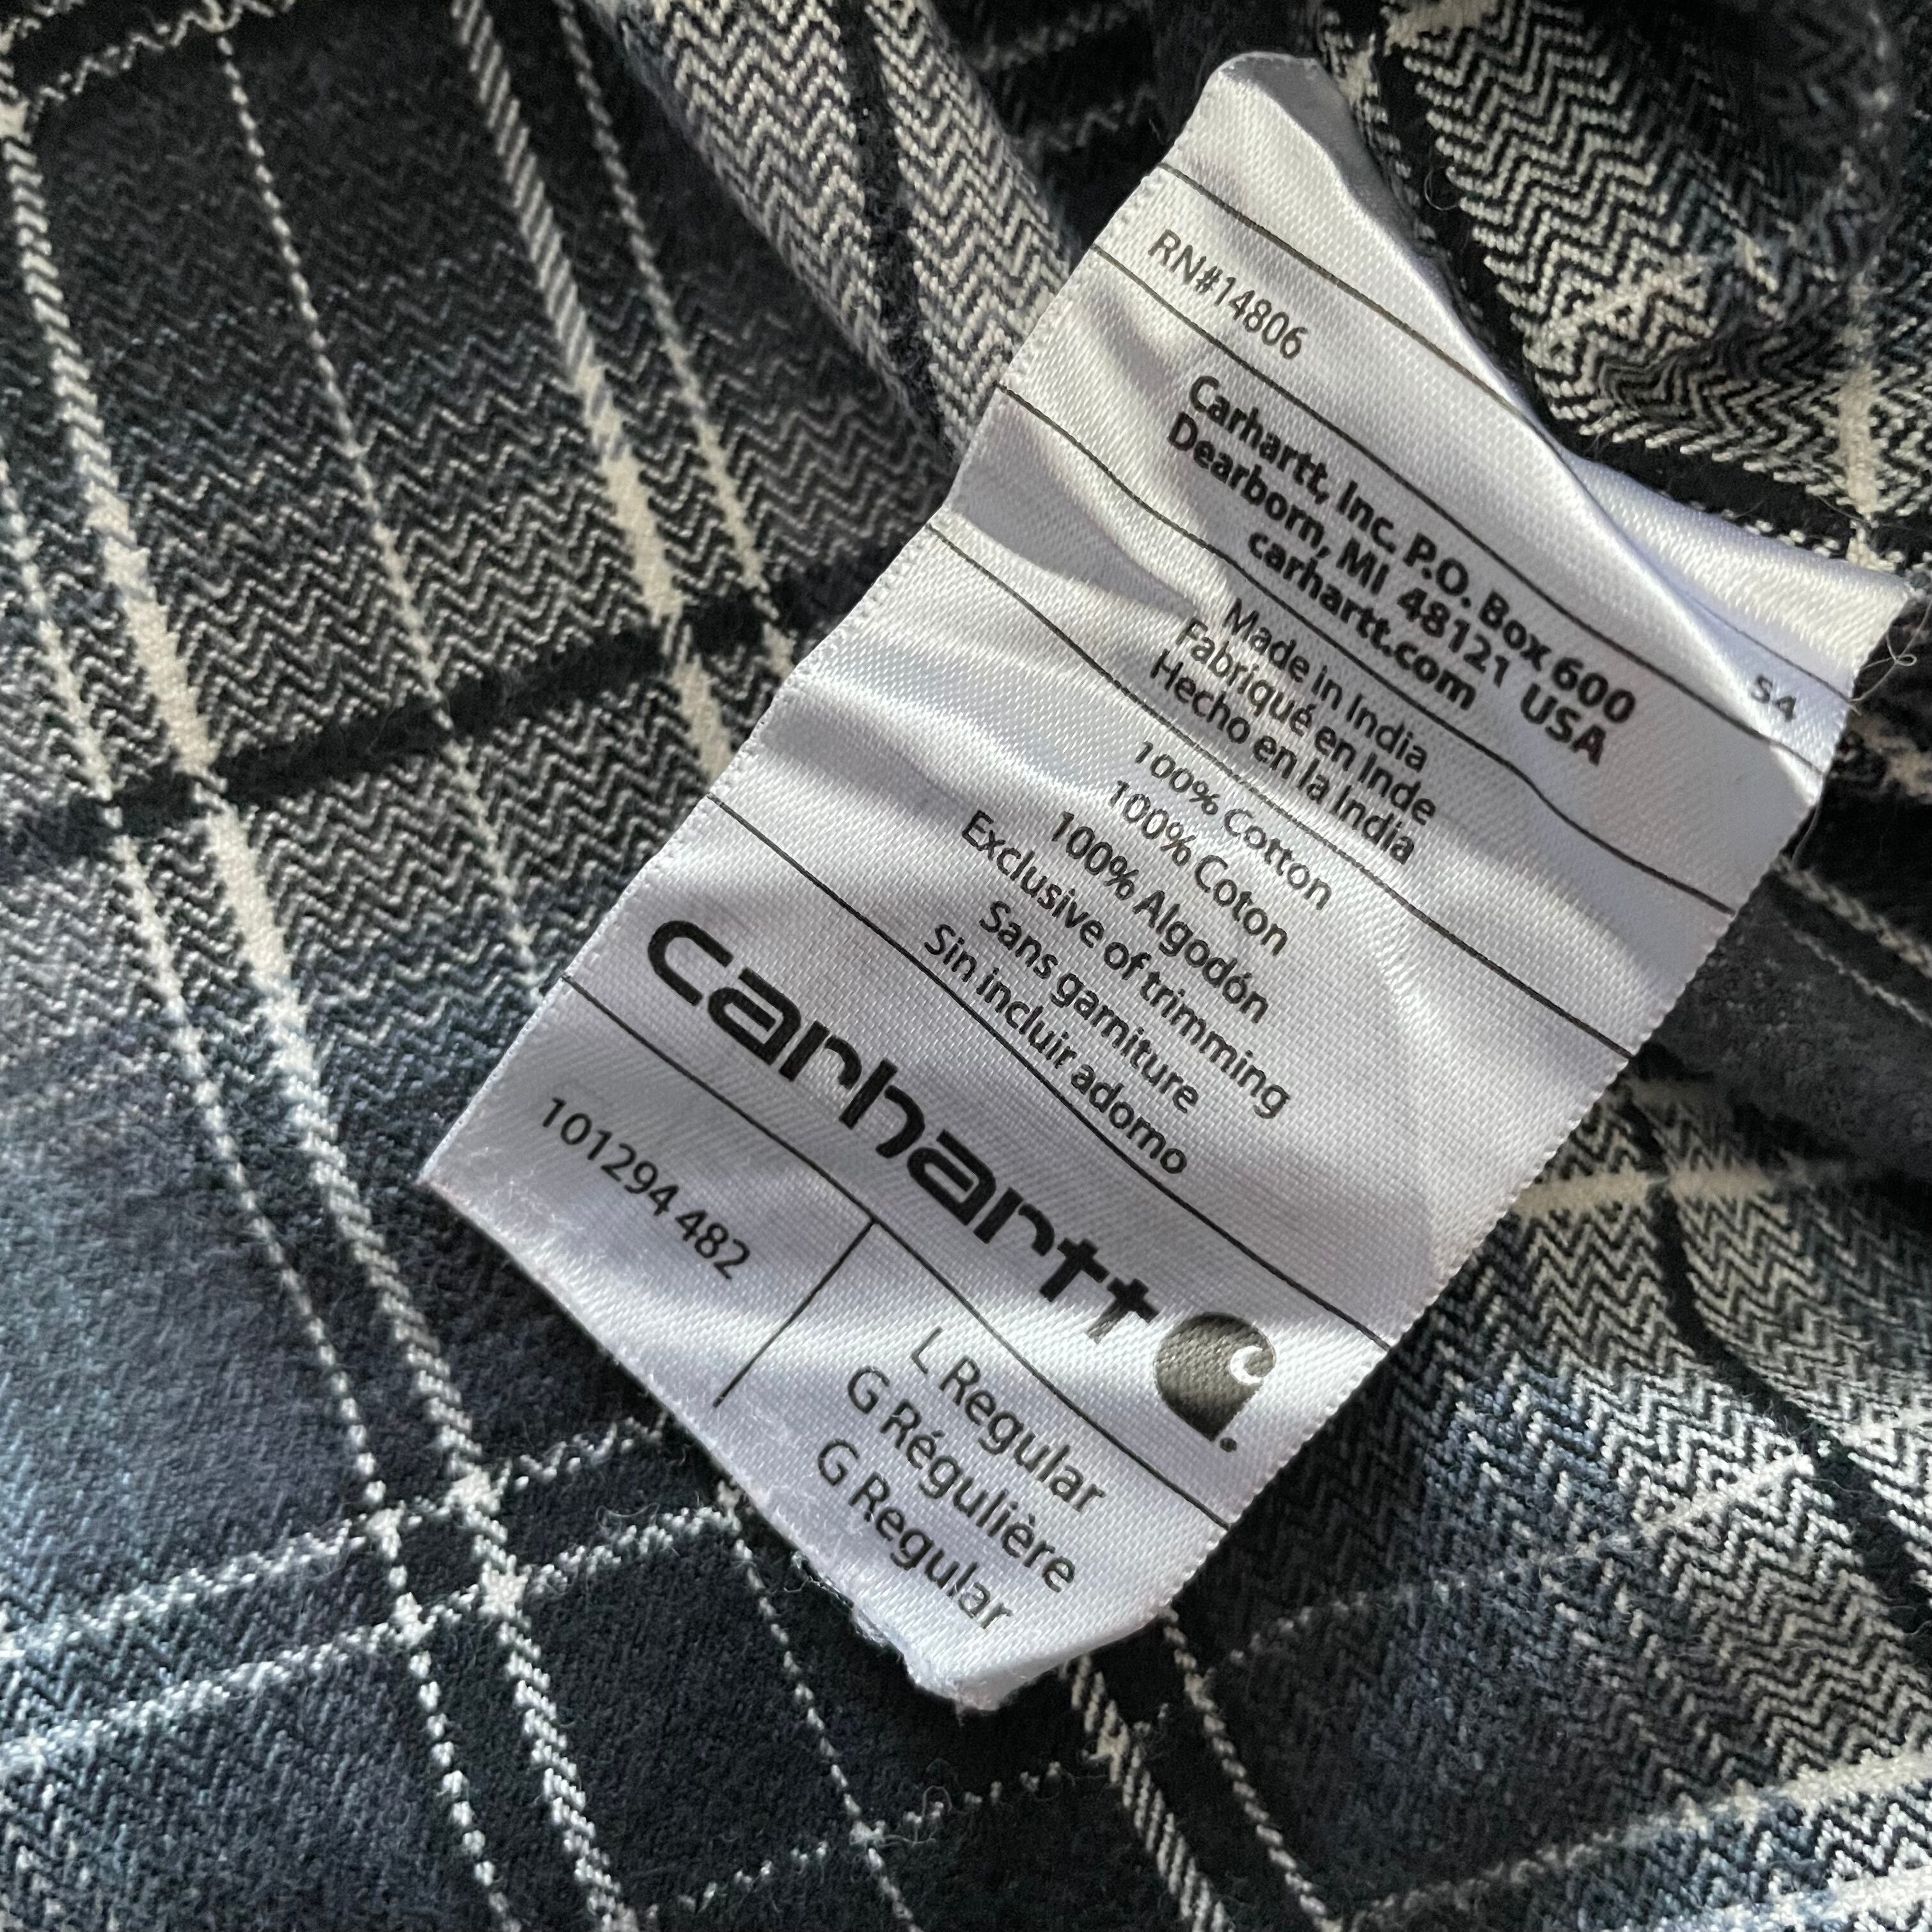 S4
RN#14806
Carhartt, Inc. P.O. Box 600
Dearborn, MI 48121 USA
carhartt.com
Made in India
Fabriqué en Inde
Hecho en la India
100% Cotton
100% Coton
100% Algodón
Exclusive of trimming
Sans garniture
Sin incluir adorno
carhartt
101294 482
L Regular
G Régulière
G Regular